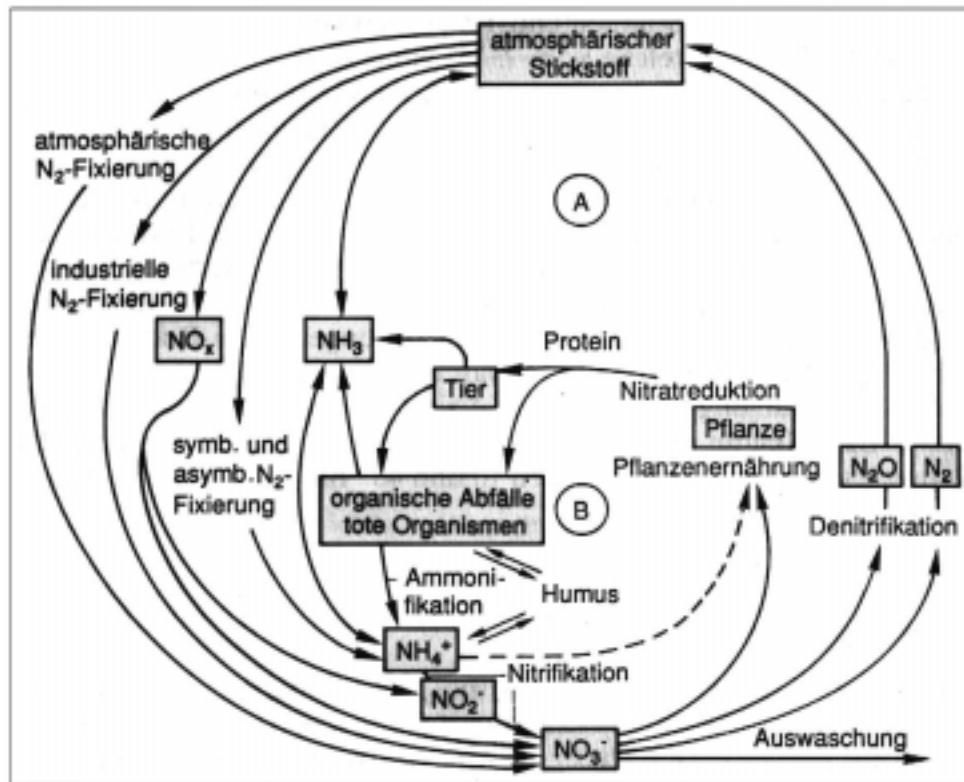 atmosphärischer
Stickstoff
atmosphärische
N₂-Fixierung
A
industrielle
N₂-Fixierung
NOₓ
NH₃
Protein
Tier
Nitratreduktion
Pflanze
Pflanzenernährung
symb. und
asymb. N₂-
Fixierung
organische Abfälle
tote Organismen
B
N₂O
N₂
Denitrifikation
Ammoni-
fikation
Humus
NH₄⁺
Nitrifikation
NO₂⁻
NO₃⁻
Auswaschung